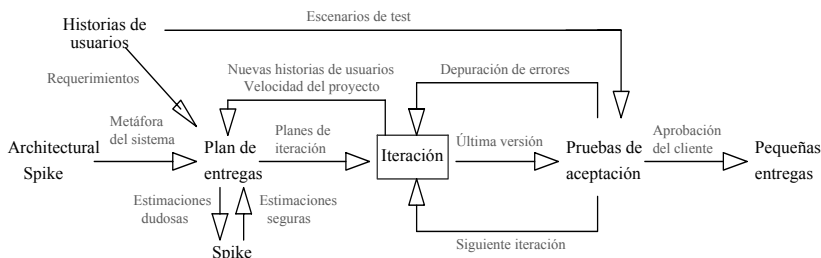 Escenarios de test
Historias de
usuarios
Requerimientos
Nuevas historias de usuarios
Velocidad del proyecto
Depuración de errores
Metáfora
del sistema
Planes de
iteración
Última versión
Aprobación
del cliente
Architectural
Spike
Plan de
entregas
Iteración
Pruebas de
aceptación
Pequeñas
entregas
Estimaciones
dudosas
Estimaciones
seguras
Siguiente iteración
Spike